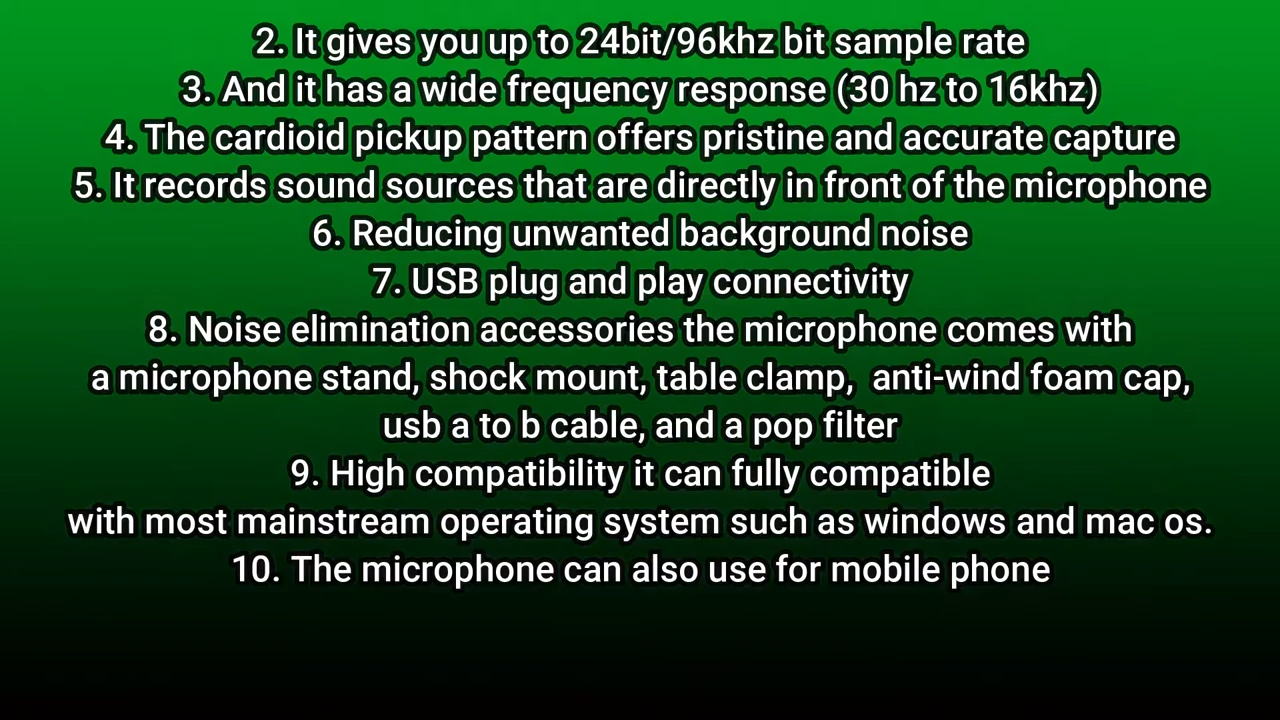 2. It gives you up to 24bit/96khz bit sample rate
3. And it has a wide frequency response (30 hz to 16khz)
4. The cardioid pickup pattern offers pristine and accurate capture
5. It records sound sources that are directly in front of the microphone
6. Reducing unwanted background noise
7. USB plug and play connectivity
8. Noise elimination accessories the microphone comes with
a microphone stand, shock mount, table clamp,  anti-wind foam cap,
usb a to b cable, and a pop filter
9. High compatibility it can fully compatible
with most mainstream operating system such as windows and mac os.
10. The microphone can also use for mobile phone